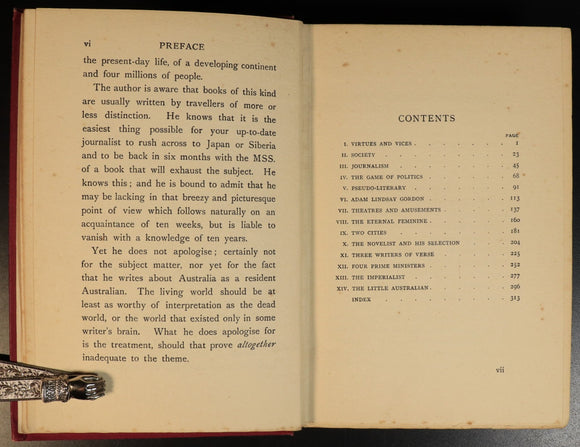 vi PREFACE
the present-day life, of a developing continent
and four millions of people.
The author is aware that books of this kind
are usually written by travellers of more or
less distinction. He knows that it is the
easiest thing possible for your up-to-date
journalist to rush across to Japan or Siberia
and to be back in six months with the MSS.
of a book that will exhaust the subject. He
knows this; and he is bound to admit that he
may be lacking in that breezy and picturesque
point of view which follows naturally on an
acquaintance of ten weeks, but is liable to
vanish with a knowledge of ten years.
Yet he does not apologise; certainly not
for the subject matter, nor yet for the fact
that he writes about Australia as a resident
Australian. The living world should be at
least as worthy of interpretation as the dead
world, or the world that existed only in some
writer's brain. What he does apologise for
is the treatment, should that prove altogether
inadequate to the theme.
CONTENTS
PAGE
I. VIRTUES AND VICES . . . . . . 1
II. SOCIETY . . . . . . . 23
III. JOURNALISM . . . . . . 45
IV. THE GAME OF POLITICS . . . . . 68
V. PSEUDO-LITERARY . . . . . . 91
VI. ADAM LINDSAY GORDON . . . . . 113
VII. THEATRES AND AMUSEMENTS . . . . . 137
VIII. THE ETERNAL FEMININE . . . . . 160
IX. TWO CITIES . . . . . . 181
X. THE NOVELIST AND HIS SELECTION . . . . 204
XI. THREE WRITERS OF VERSE . . . . . 225
XII. FOUR PRIME MINISTERS . . . . . 252
XIII. THE IMPERIALIST . . . . . . 277
XIV. THE LITTLE AUSTRALIAN . . . . . 296
INDEX . . . . . . . 313
vii